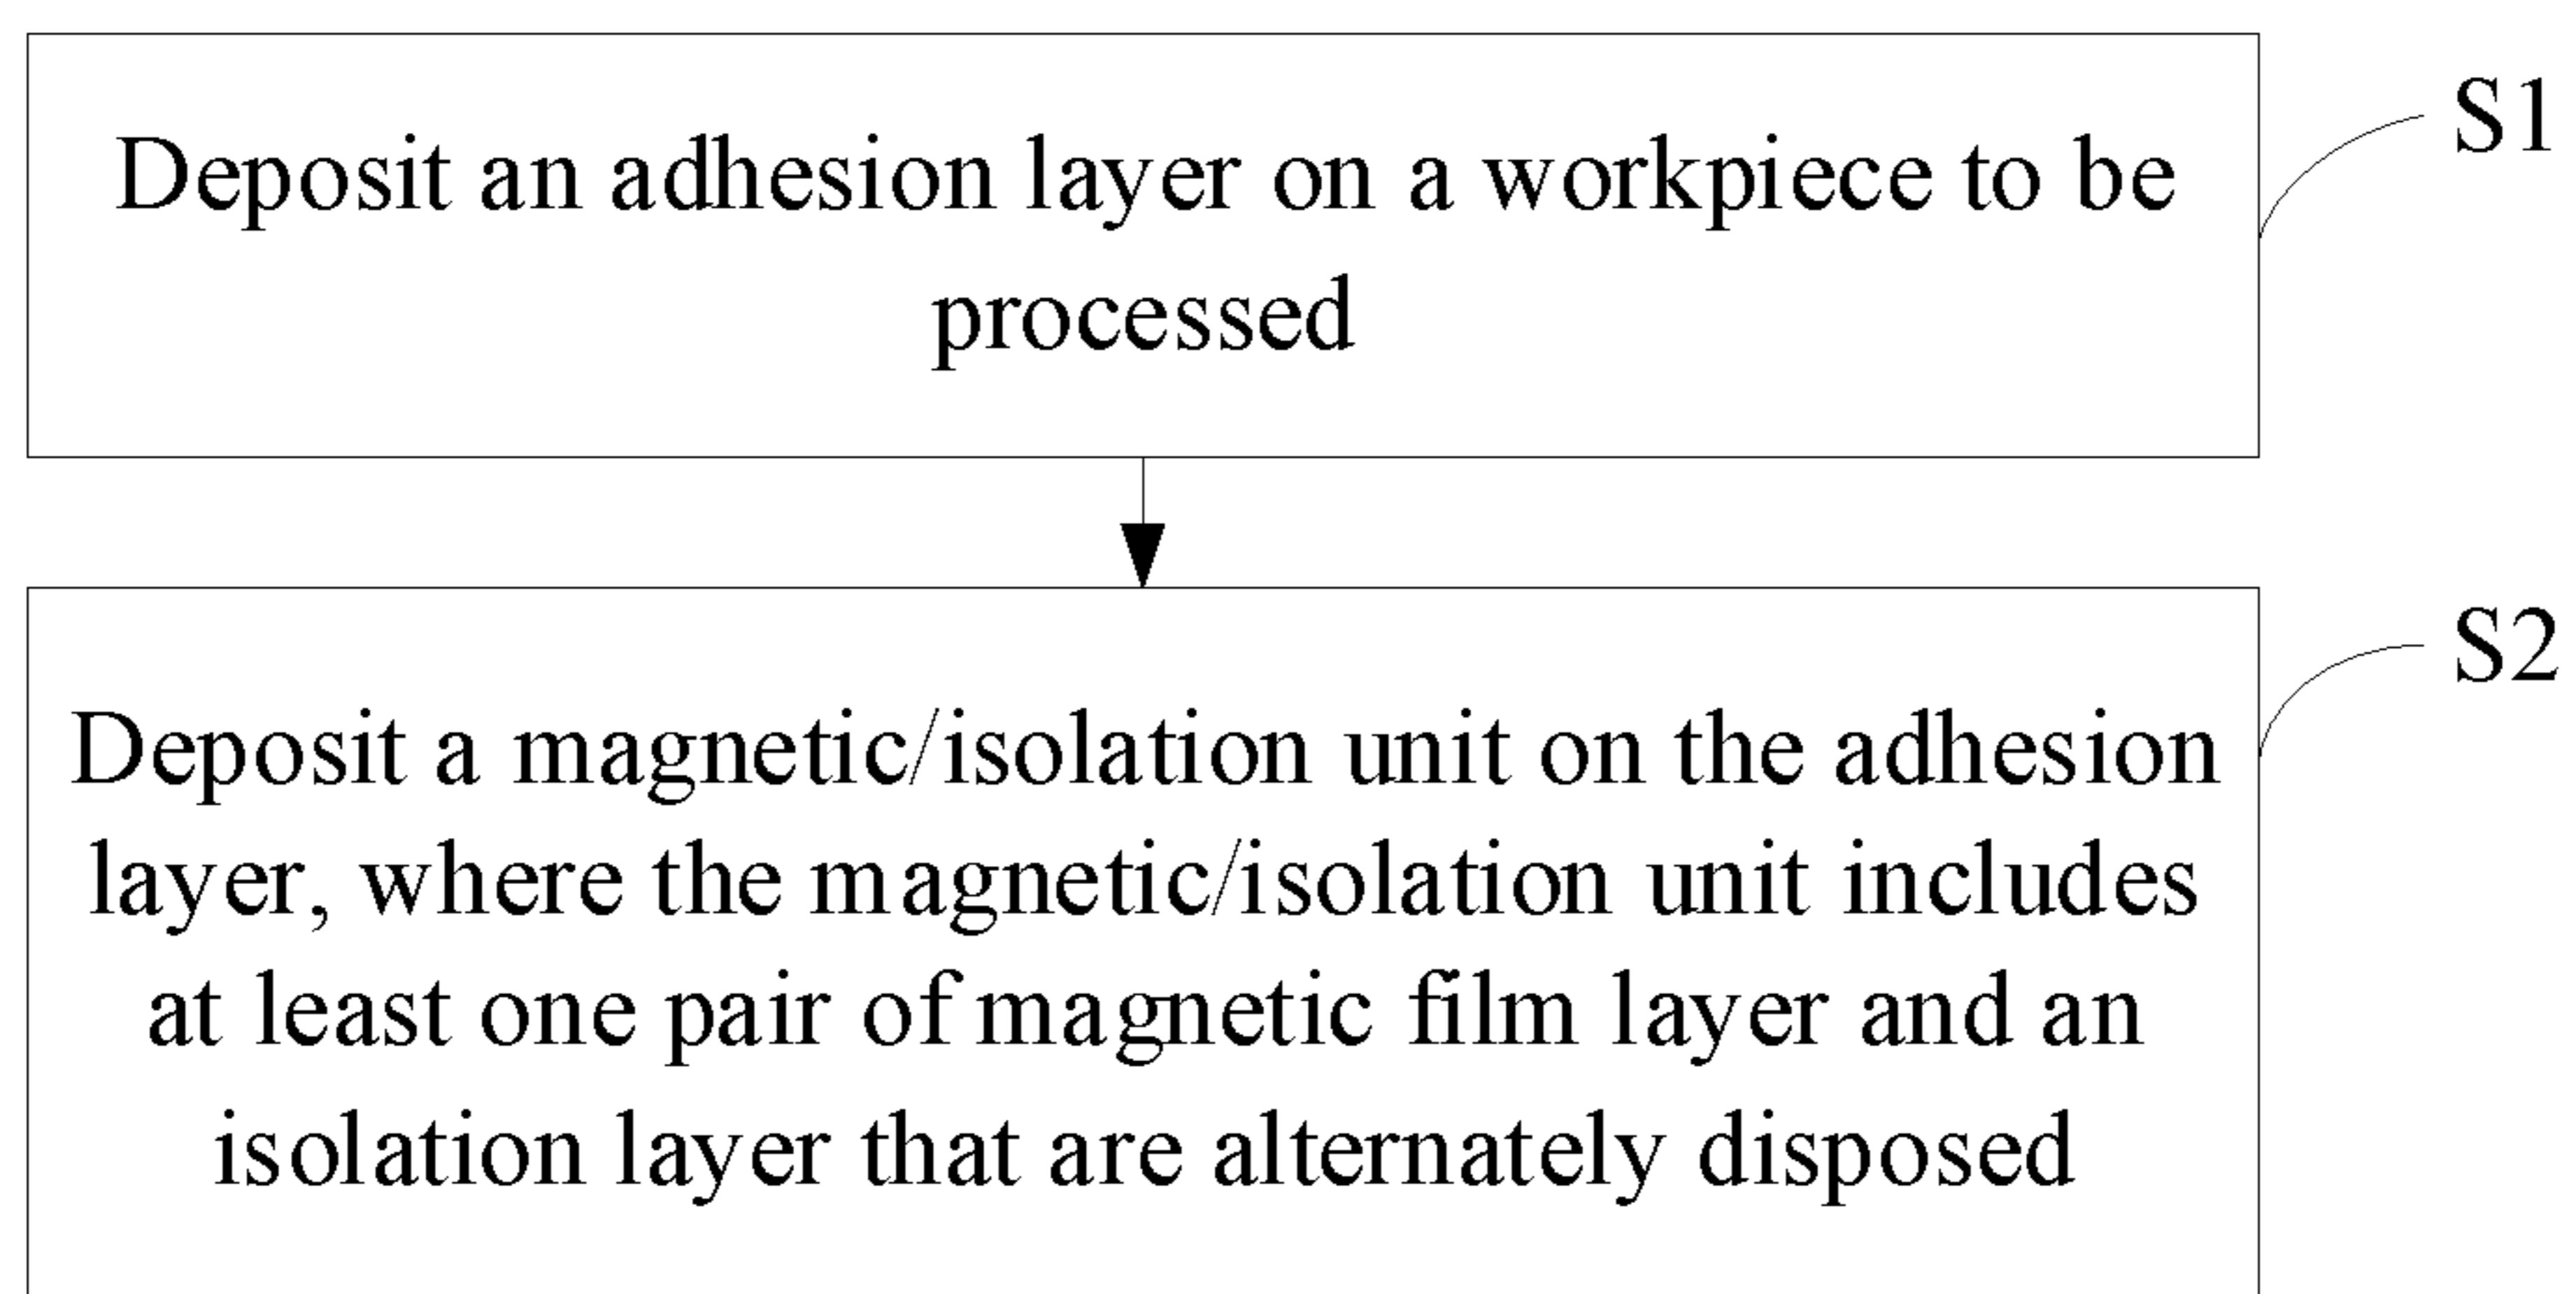 Deposit an adhesion layer on a workpiece to be
processed
S1
Deposit a magnetic/isolation unit on the adhesion
layer, where the magnetic/isolation unit includes
at least one pair of magnetic film layer and an
isolation layer that are alternately disposed
S2